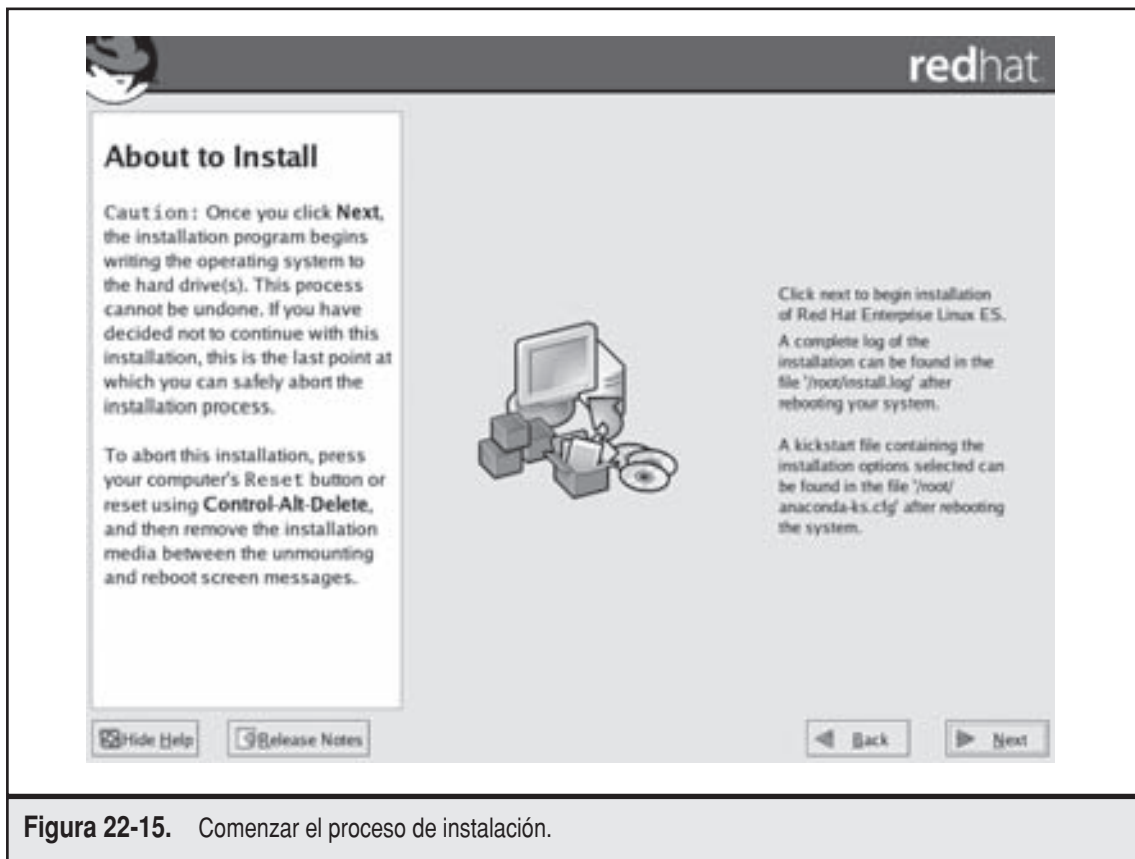 redhat.
About to Install
Caution: Once you click Next,
the installation program begins
writing the operating system to
the hard drive(s). This process
cannot be undone. If you have
decided not to continue with this
installation, this is the last point at
which you can safely abort the
installation process.
To abort this installation, press
your computer's Reset button or
reset using Control-Alt-Delete,
and then remove the installation
media between the unmounting
and reboot screen messages.
Click next to begin installation
of Red Hat Enterprise Linux ES.
A complete log of the
installation can be found in the
file '/root/install.log' after
rebooting your system.
A kickstart file containing the
installation options selected can
be found in the file '/root/
anaconda-ks.cfg' after rebooting
the system.
Hide Help
Release Notes
Back
Next
Figura 22-15. Comenzar el proceso de instalación.